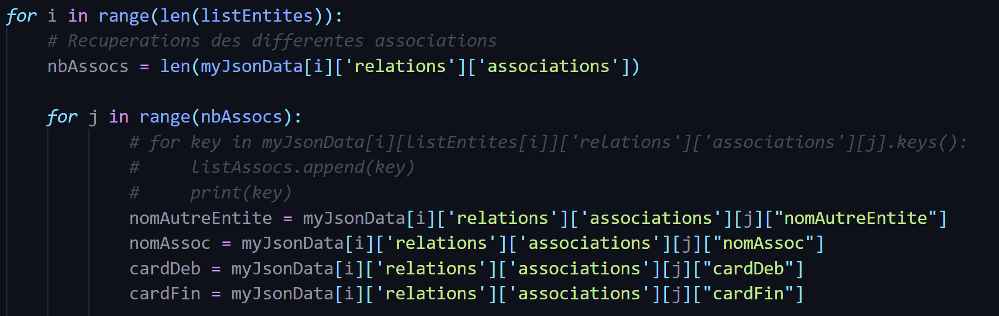 for i in range(len(listEntites)):
    # Recuperations des differentes associations
    nbAssocs = len(myJsonData[i]['relations']['associations'])

    for j in range(nbAssocs):
            # for key in myJsonData[i][listEntites[i]]['relations']['associations'][j].keys():
            #     listAssocs.append(key)
            #     print(key)
            nomAutreEntite = myJsonData[i]['relations']['associations'][j]["nomAutreEntite"]
            nomAssoc = myJsonData[i]['relations']['associations'][j]["nomAssoc"]
            cardDeb = myJsonData[i]['relations']['associations'][j]["cardDeb"]
            cardFin = myJsonData[i]['relations']['associations'][j]["cardFin"]